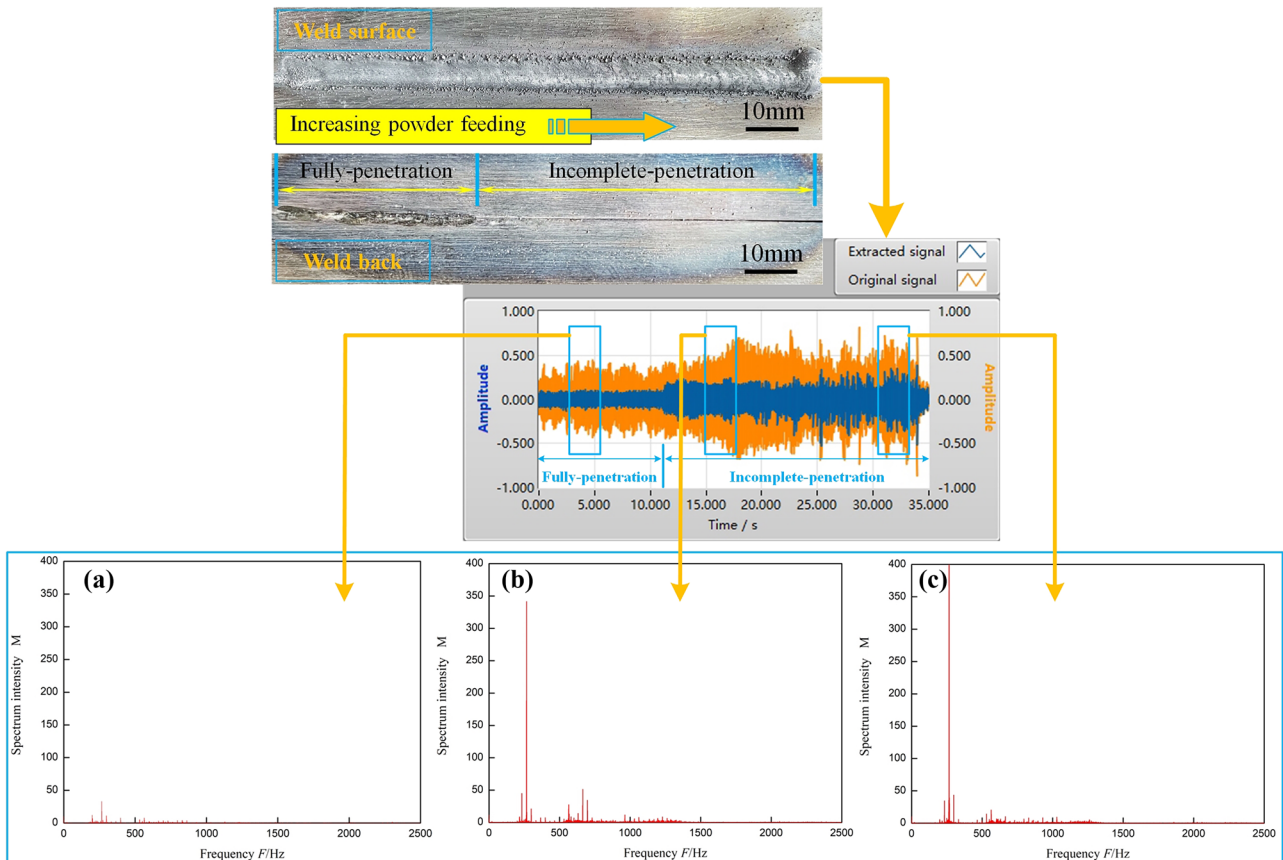 Weld surface
10mm
Increasing powder feeding
Fully-penetration
Incomplete-penetration
Weld back
10mm
Extracted signal
Original signal
1.000
0.500
0.000
-0.500
-1.000
Amplitude
1.000
0.500
0.000
-0.500
-1.000
Amplitude
Fully-penetration
Incomplete-penetration
0.000 5.000 10.000 15.000 20.000 25.000 30.000 35.000
Time / s
(a)
400
350
300
250
200
150
100
50
0
Spectrum intensity M
0 500 1000 1500 2000 2500
Frequency F/Hz
(b)
400
350
300
250
200
150
100
50
0
Spectrum intensity M
0 500 1000 1500 2000 2500
Frequency F/Hz
(c)
400
350
300
250
200
150
100
50
0
Spectrum intensity M
0 500 1000 1500 2000 2500
Frequency F/Hz